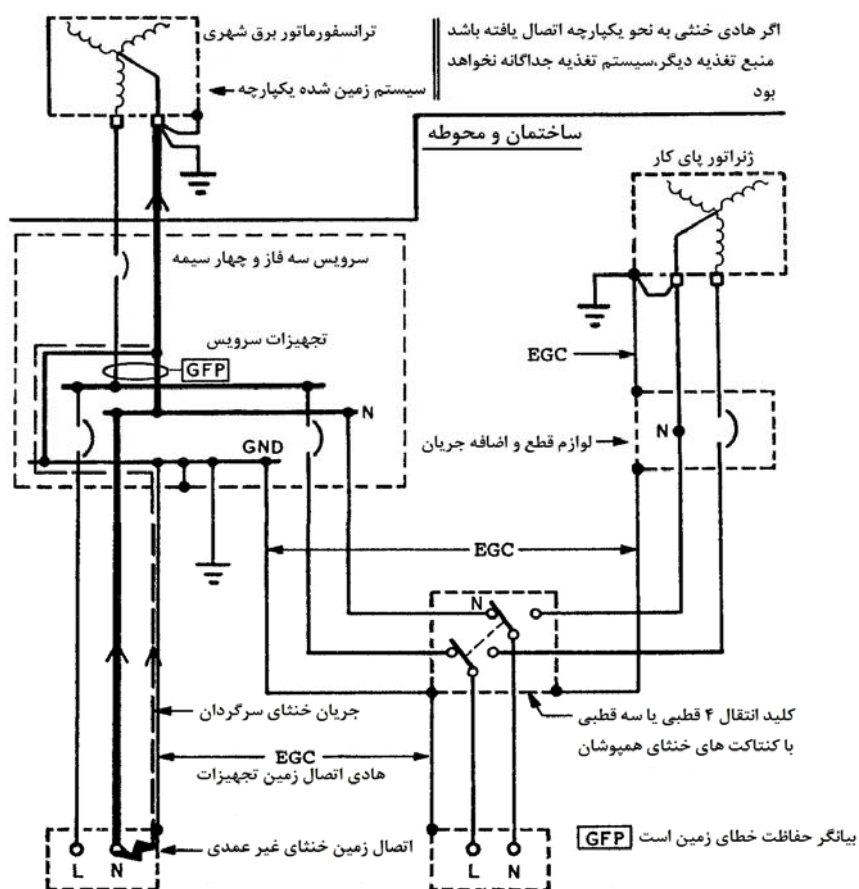 ترانسفورماتور برق شهری
اگر هادی خنثی به نحو یکپارچه اتصال یافته باشد
منبع تغذیه دیگر،سیستم تغذیه جداگانه نخواهد
بود
سیستم زمین شده یکپارچه
ساختمان و محوطه
ژنراتور پای کار
سرویس سه فاز و چهار سیمه
تجهیزات سرویس
EGC
GFP
N
لوازم قطع و اضافه جریان
N
GND
EGC
N
جریان خنثای سرگردان
کلید انتقال ۴ قطبی یا سه قطبی
با کنتاکت های خنثای همپوشان
EGC
هادی اتصال زمین تجهیزات
اتصال زمین خنثای غیر عمدی
L N
L N
بیانگر حفاظت خطای زمین است GFP